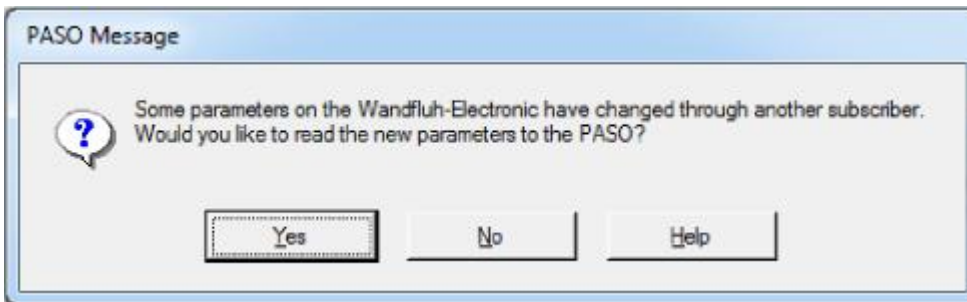 PASO Message
Some parameters on the Wandfluh-Electronic have changed through another subscriber.
Would you like to read the new parameters to the PASO?
Yes
No
Help